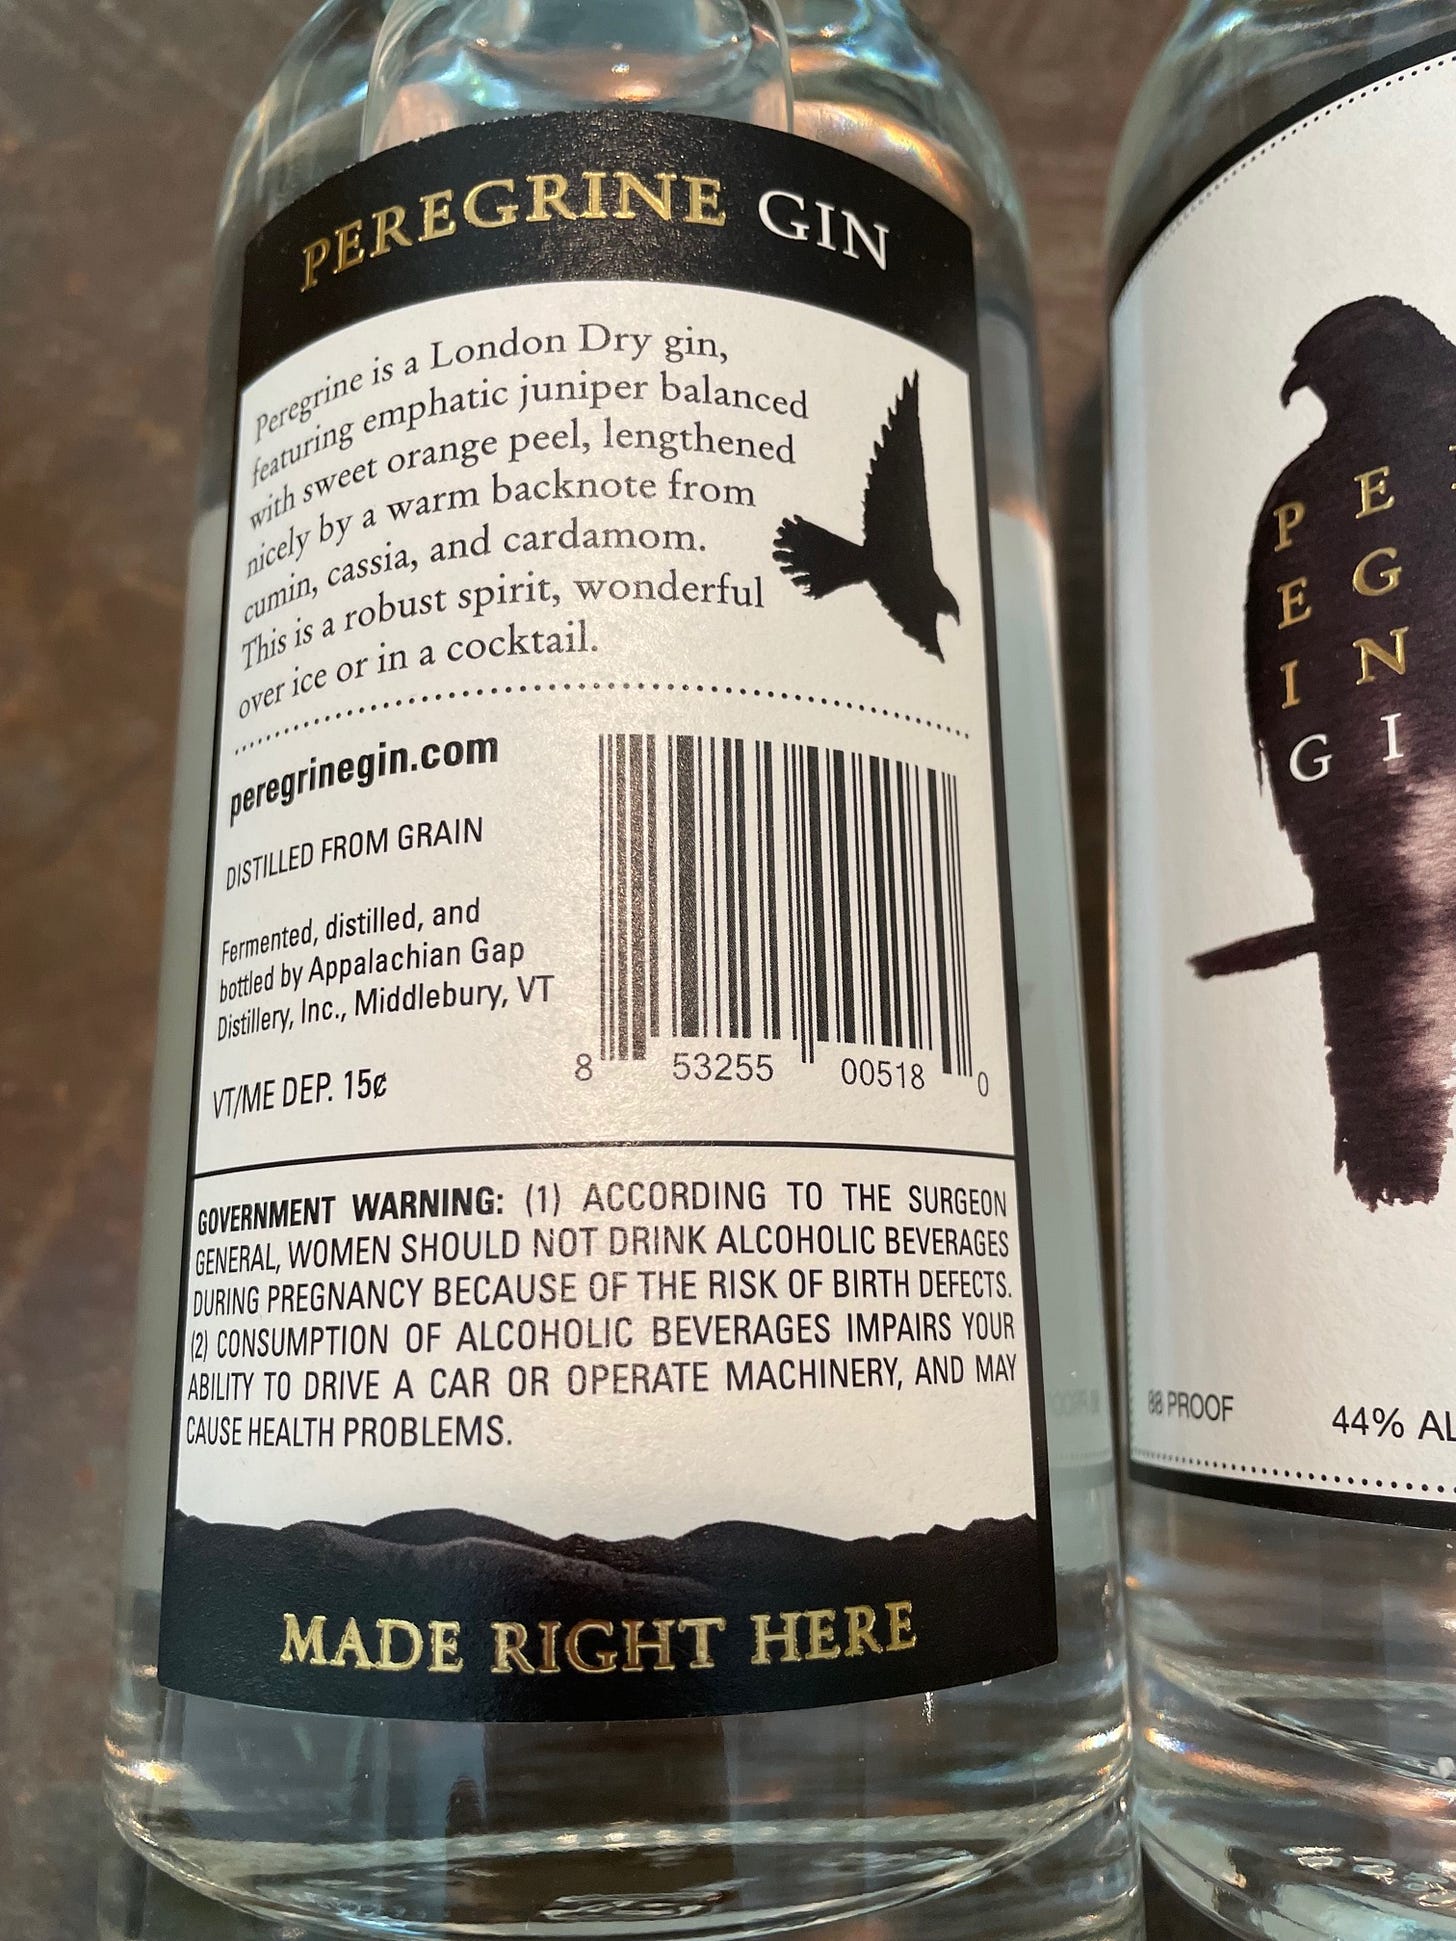 PEREGRINE GIN
Peregrine is a London Dry gin,
featuring emphatic juniper balanced
with sweet orange peel, lengthened
nicely by a warm backnote from
cumin, cassia, and cardamom.
This is a robust spirit, wonderful
over ice or in a cocktail.
peregrinegin.com
DISTILLED FROM GRAIN
Fermented, distilled, and
bottled by Appalachian Gap
Distillery, Inc., Middlebury, VT
VT/ME DEP. 15¢
8 53255 00518 0
GOVERNMENT WARNING: (1) ACCORDING TO THE SURGEON
GENERAL, WOMEN SHOULD NOT DRINK ALCOHOLIC BEVERAGES
DURING PREGNANCY BECAUSE OF THE RISK OF BIRTH DEFECTS.
(2) CONSUMPTION OF ALCOHOLIC BEVERAGES IMPAIRS YOUR
ABILITY TO DRIVE A CAR OR OPERATE MACHINERY, AND MAY
CAUSE HEALTH PROBLEMS.
MADE RIGHT HERE
P E
E G
I N
G I
88 PROOF
44% AL